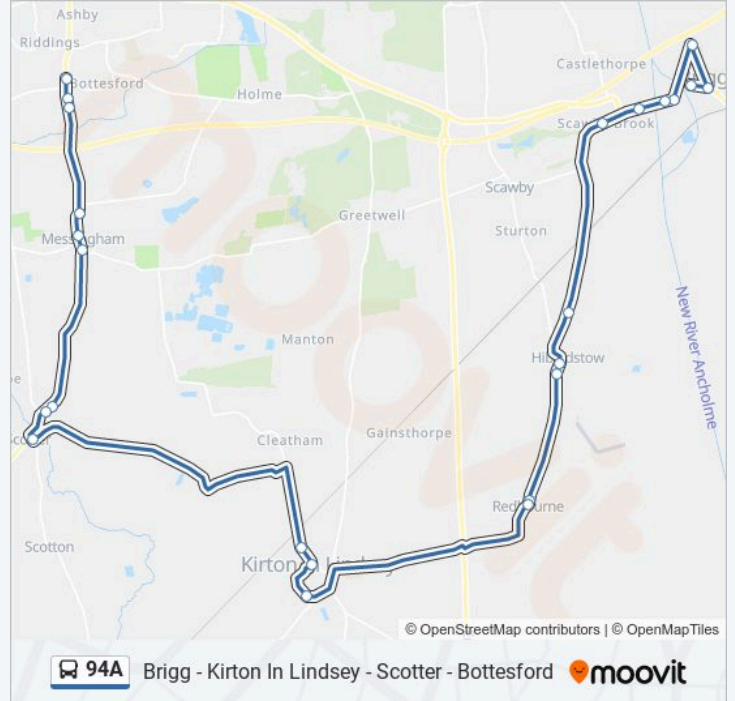 Ashby
Riddings
Bottesford
Castlethorpe
Holme
Scawby
Greetwell
Sturton
Messingham
New River Ancholme
Manton
Cleatham
Gainsthorpe
Scotton
© OpenStreetMap contributors | © OpenMapTiles
94A Brigg - Kirton In Lindsey - Scotter - Bottesford moovit